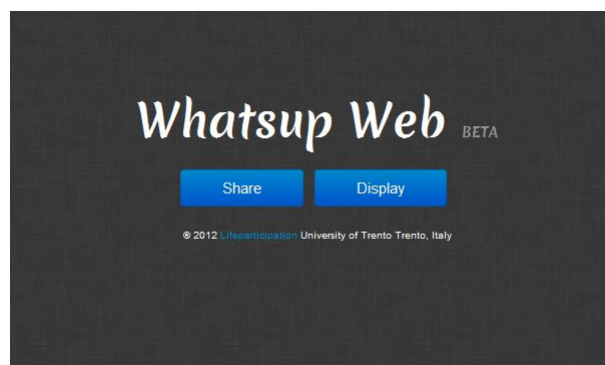 Whatsup Web BETA
Share Display
© 2012 Lifeparticipation University of Trento Trento, Italy